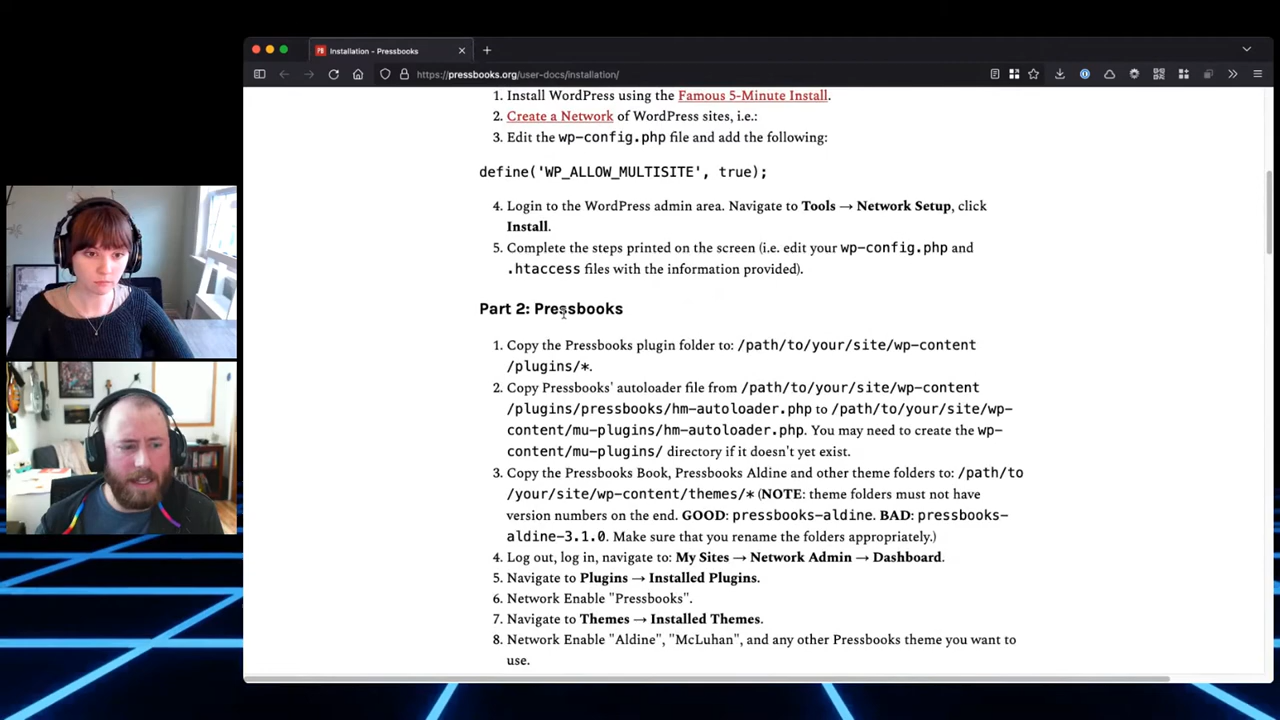 Installation – Pressbooks
https://pressbooks.org/user-docs/installation/
1. Install WordPress using the Famous 5-Minute Install.
2. Create a Network of WordPress sites, i.e.:
3. Edit the wp-config.php file and add the following:
define('WP_ALLOW_MULTISITE', true);
4. Login to the WordPress admin area. Navigate to Tools → Network Setup, click
Install.
5. Complete the steps printed on the screen (i.e. edit your wp-config.php and
.htaccess files with the information provided).
Part 2: Pressbooks
1. Copy the Pressbooks plugin folder to: /path/to/your/site/wp-content
/plugins/*.
2. Copy Pressbooks' autoloader file from /path/to/your/site/wp-content
/plugins/pressbooks/hm-autoloader.php to /path/to/your/site/wp-
content/mu-plugins/hm-autoloader.php. You may need to create the wp-
content/mu-plugins/ directory if it doesn't yet exist.
3. Copy the Pressbooks Book, Pressbooks Aldine and other theme folders to: /path/to
/your/site/wp-content/themes/* (NOTE: theme folders must not have
version numbers on the end. GOOD: pressbooks-aldine. BAD: pressbooks-
aldine-3.1.0. Make sure that you rename the folders appropriately.)
4. Log out, log in, navigate to: My Sites → Network Admin → Dashboard.
5. Navigate to Plugins → Installed Plugins.
6. Network Enable "Pressbooks".
7. Navigate to Themes → Installed Themes.
8. Network Enable "Aldine", "McLuhan", and any other Pressbooks theme you want to
use.